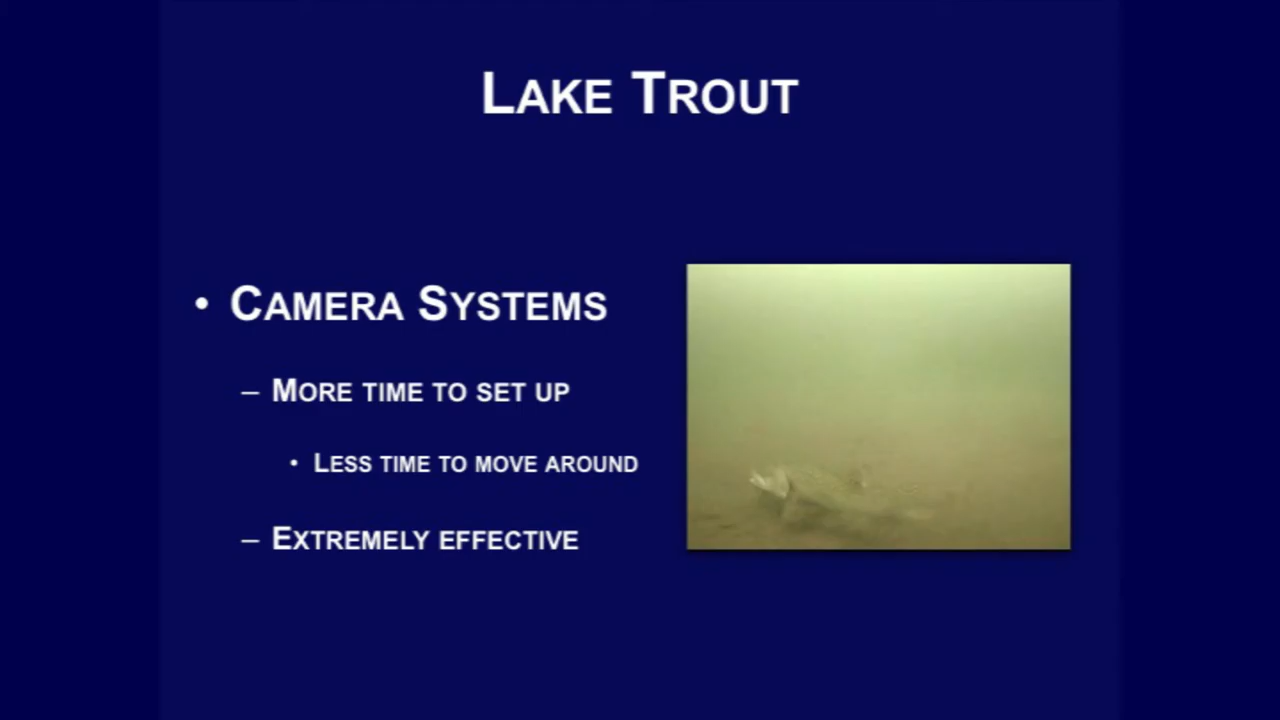 LAKE TROUT
• CAMERA SYSTEMS
– MORE TIME TO SET UP
• LESS TIME TO MOVE AROUND
– EXTREMELY EFFECTIVE